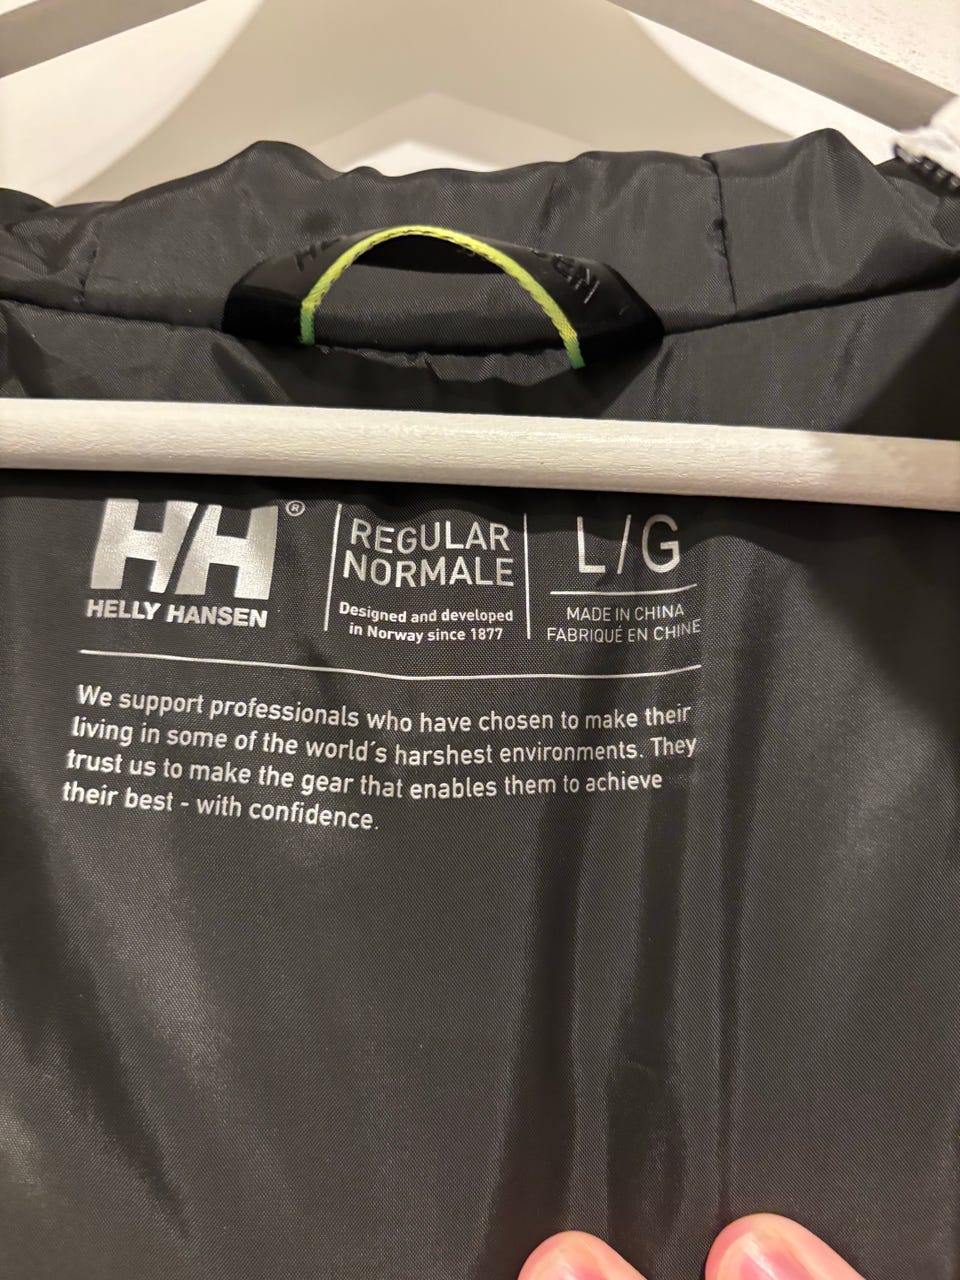 HH®
HELLY HANSEN
REGULAR
NORMALE
Designed and developed
in Norway since 1877
L/G
MADE IN CHINA
FABRIQUÉ EN CHINE
We support professionals who have chosen to make their
living in some of the world´s harshest environments. They
trust us to make the gear that enables them to achieve
their best - with confidence.